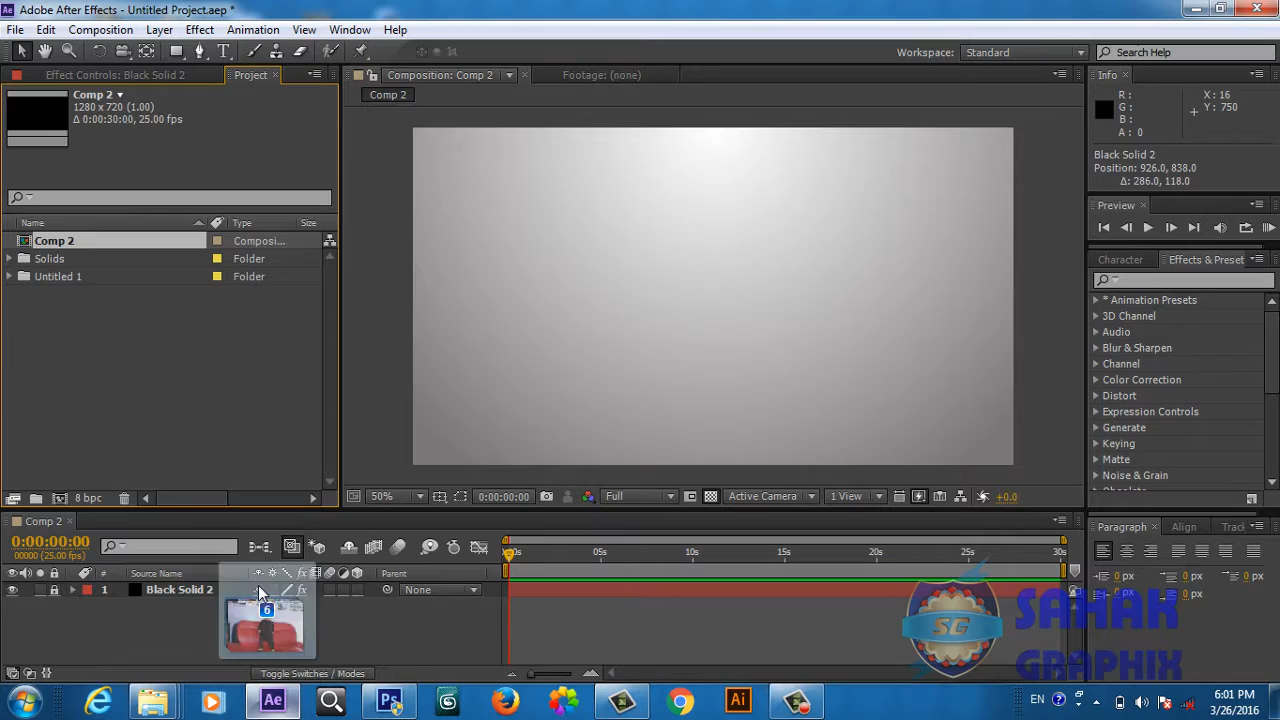 Adobe After Effects - Untitled Project.aep *
File Edit Composition Layer Effect Animation View Window Help
Workspace: Standard Search Help
Effect Controls: Black Solid 2 Project Composition: Comp 2 Footage: (none) Info
Comp 2
1280 x 720 (1.00)
Δ 0:00:30:00, 25.00 fps
Comp 2
R :
G :
B :
A : 0
X : 16
Y : 750
Black Solid 2
Position: 926.0, 838.0
Δ: 286.0, 118.0
Preview
Name Type Size
Comp 2 Composi...
Solids Folder
Untitled 1 Folder
Character Effects & Preset
* Animation Presets
3D Channel
Audio
Blur & Sharpen
Channel
Color Correction
Distort
Expression Controls
Generate
Keying
Matte
Noise & Grain
8 bpc
50% 0:00:00:00 Full Active Camera 1 View +0.0
Comp 2
Paragraph Align Track
0:00:00:00
00000 (25.00 fps)
05s 10s 15s 20s 25s 30s
# Source Name Parent
1 Black Solid 2 None
6
0 px 0 px
0 px 0 px
SAHAK
GRAPHIX
SG
Toggle Switches / Modes
EN 6:01 PM
3/26/2016